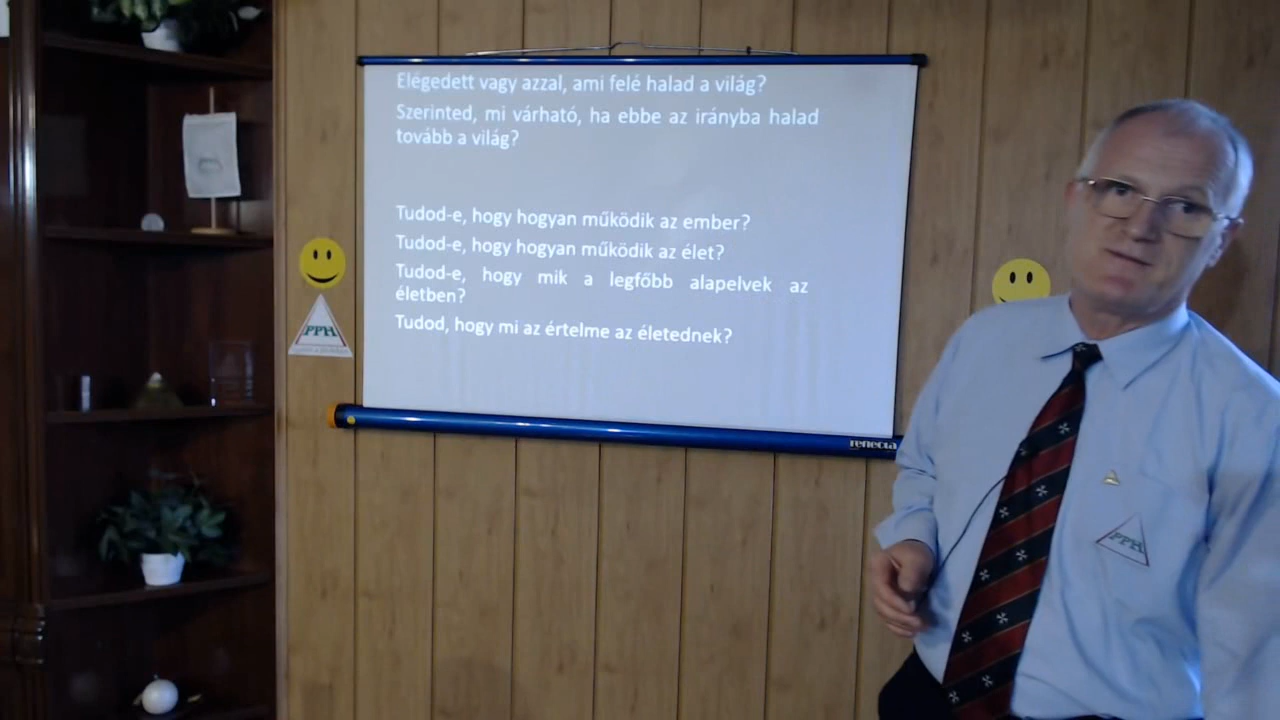 Elégedett vagy azzal, ami felé halad a világ?
Szerinted, mi várható, ha ebbe az irányba halad
tovább a világ?
Tudod-e, hogy hogyan működik az ember?
Tudod-e, hogy hogyan működik az élet?
Tudod-e, hogy mik a legfőbb alapelvek az
életben?
Tudod, hogy mi az értelme az életednek?
PPH
reflecta
PPH